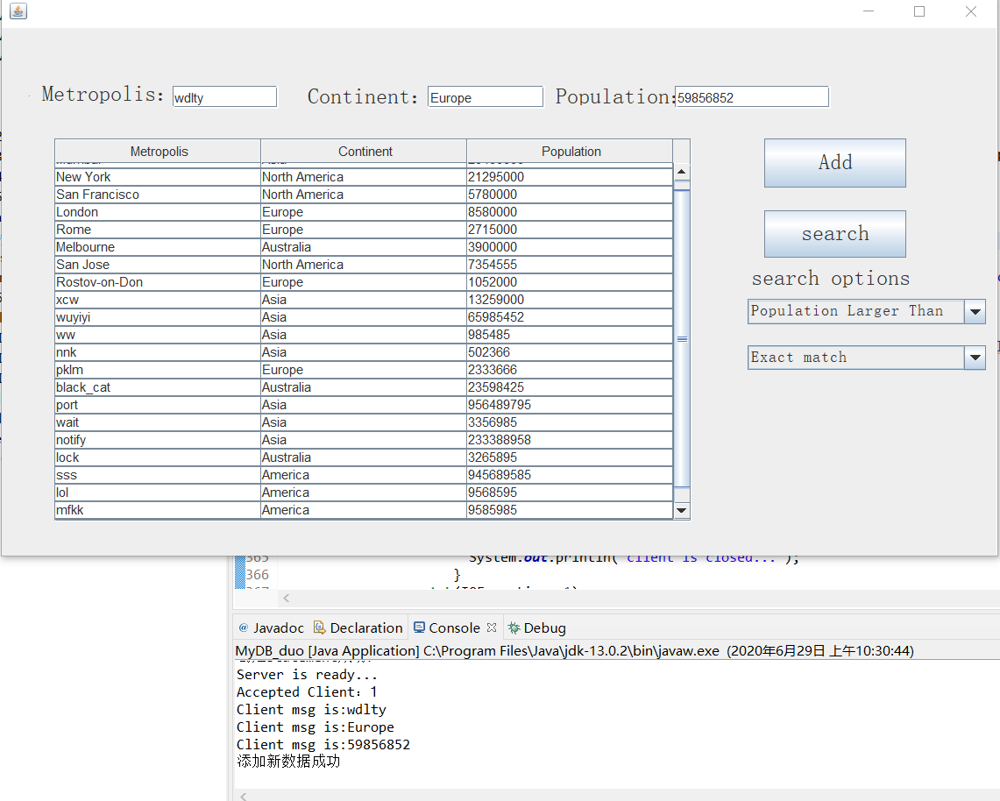 Metropolis: wdlty Continent: Europe Population: 59856852
Metropolis Continent Population
New York North America 21295000
San Francisco North America 5780000
London Europe 8580000
Rome Europe 2715000
Melbourne Australia 3900000
San Jose North America 7354555
Rostov-on-Don Europe 1052000
xcw Asia 13259000
wuyiyi Asia 65985452
ww Asia 985485
nnk Asia 502366
pklm Europe 2333666
black_cat Australia 23598425
port Asia 956489795
wait Asia 3356985
notify Asia 233388958
lock Australia 3265895
sss America 945689585
lol America 9568595
mfkk America 9585985
Add
search
search options
Population Larger Than
Exact match
365 System.out.println("client is closed...");
366 }
Javadoc Declaration Console Debug
MyDB_duo [Java Application] C:\Program Files\Java\jdk-13.0.2\bin\javaw.exe (2020年6月29日 上午10:30:44)
Server is ready...
Accepted Client: 1
Client msg is:wdlty
Client msg is:Europe
Client msg is:59856852
添加新数据成功